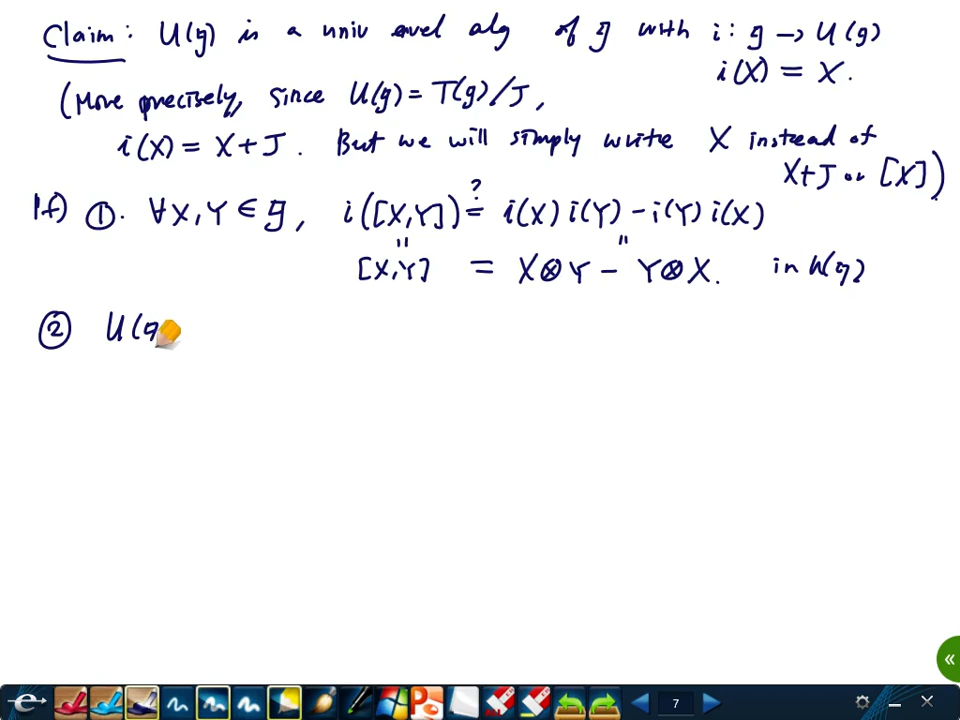 Claim: U(g) is a univ envel alg of g with i: g → U(g)
i(X) = X.
(More precisely, since U(g) = T(g)/J,
i(X) = X+J. But we will simply write X instead of
X+J or [X])
Pf) ①. ∀X,Y ∈ g, i([X,Y]) ?= i(X)i(Y) − i(Y)i(X)
[X,Y] = X⊗Y − Y⊗X. in U(g)
② U(g
7